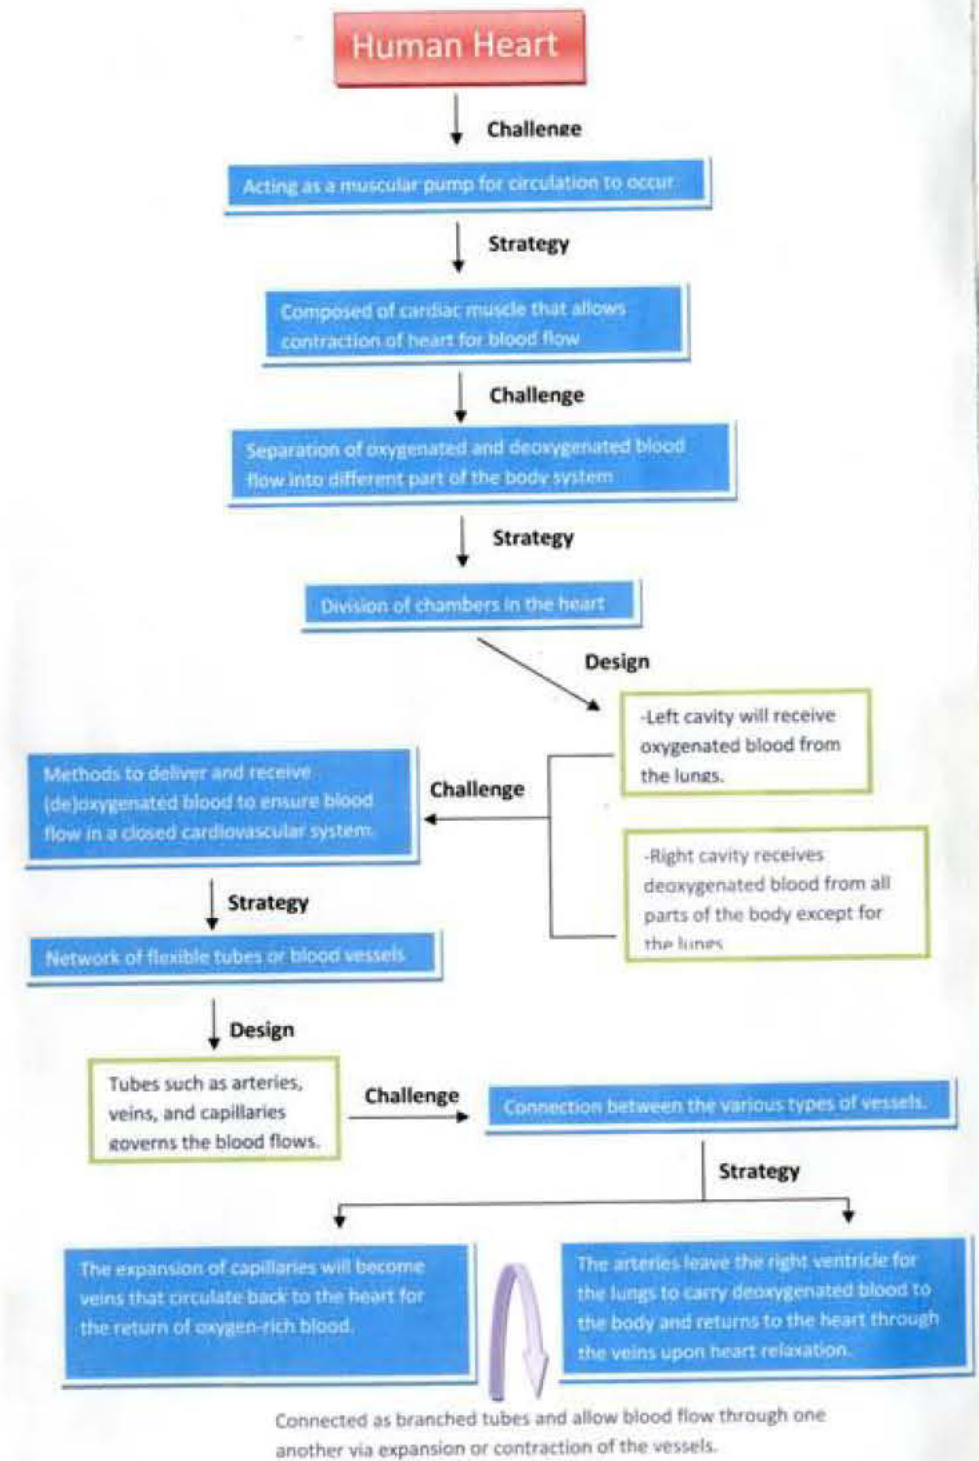 Human Heart
Challenge
Acting as a muscular pump for circulation to occur
Strategy
Composed of cardiac muscle that allows
contraction of heart for blood flow
Challenge
Separation of oxygenated and deoxygenated blood
flow into different part of the body system
Strategy
Division of chambers in the heart
Design
-Left cavity will receive
oxygenated blood from
the lungs.
-Right cavity receives
deoxygenated blood from all
parts of the body except for
the lungs
Challenge
Methods to deliver and receive
(de)oxygenated blood to ensure blood
flow in a closed cardiovascular system.
Strategy
Network of flexible tubes or blood vessels
Design
Tubes such as arteries,
veins, and capillaries
governs the blood flows.
Challenge
Connection between the various types of vessels.
Strategy
The expansion of capillaries will become
veins that circulate back to the heart for
the return of oxygen-rich blood.
The arteries leave the right ventricle for
the lungs to carry deoxygenated blood to
the body and returns to the heart through
the veins upon heart relaxation.
Connected as branched tubes and allow blood flow through one
another via expansion or contraction of the vessels.